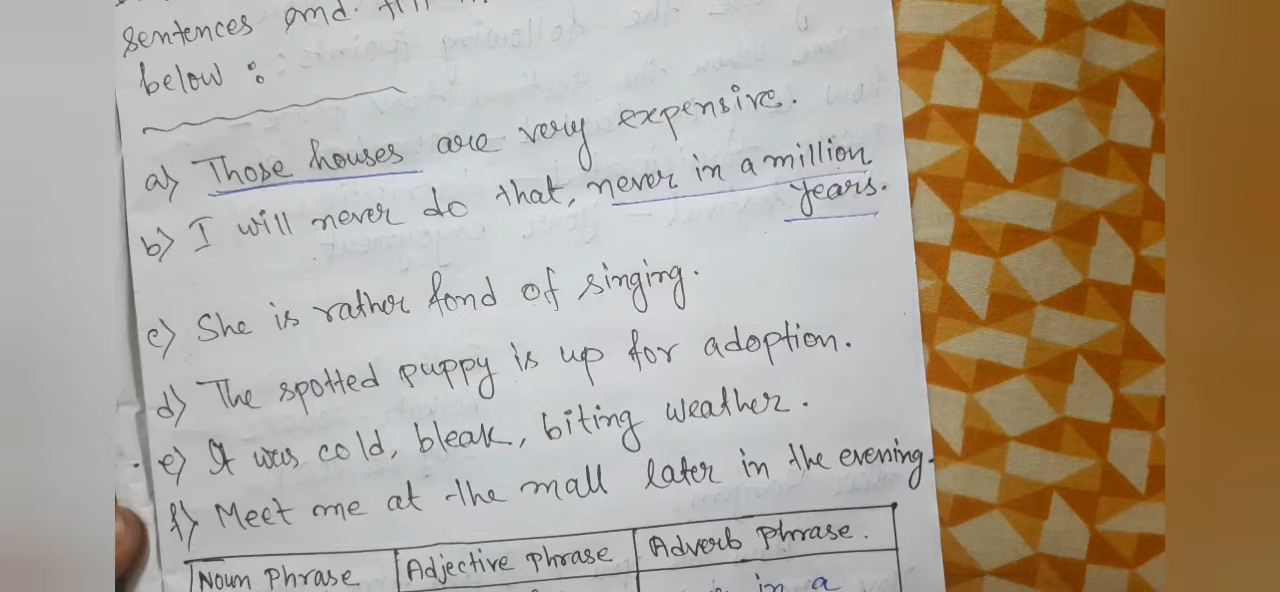 sentences and
below :
a) Those houses are very expensive.
b) I will never do that, never in a million
years.
c) She is rather fond of singing.
d) The spotted puppy is up for adoption.
e) It was cold, bleak, biting weather.
f) Meet me at the mall later in the evening.
Noun Phrase Adjective Phrase Adverb Phrase.
in a